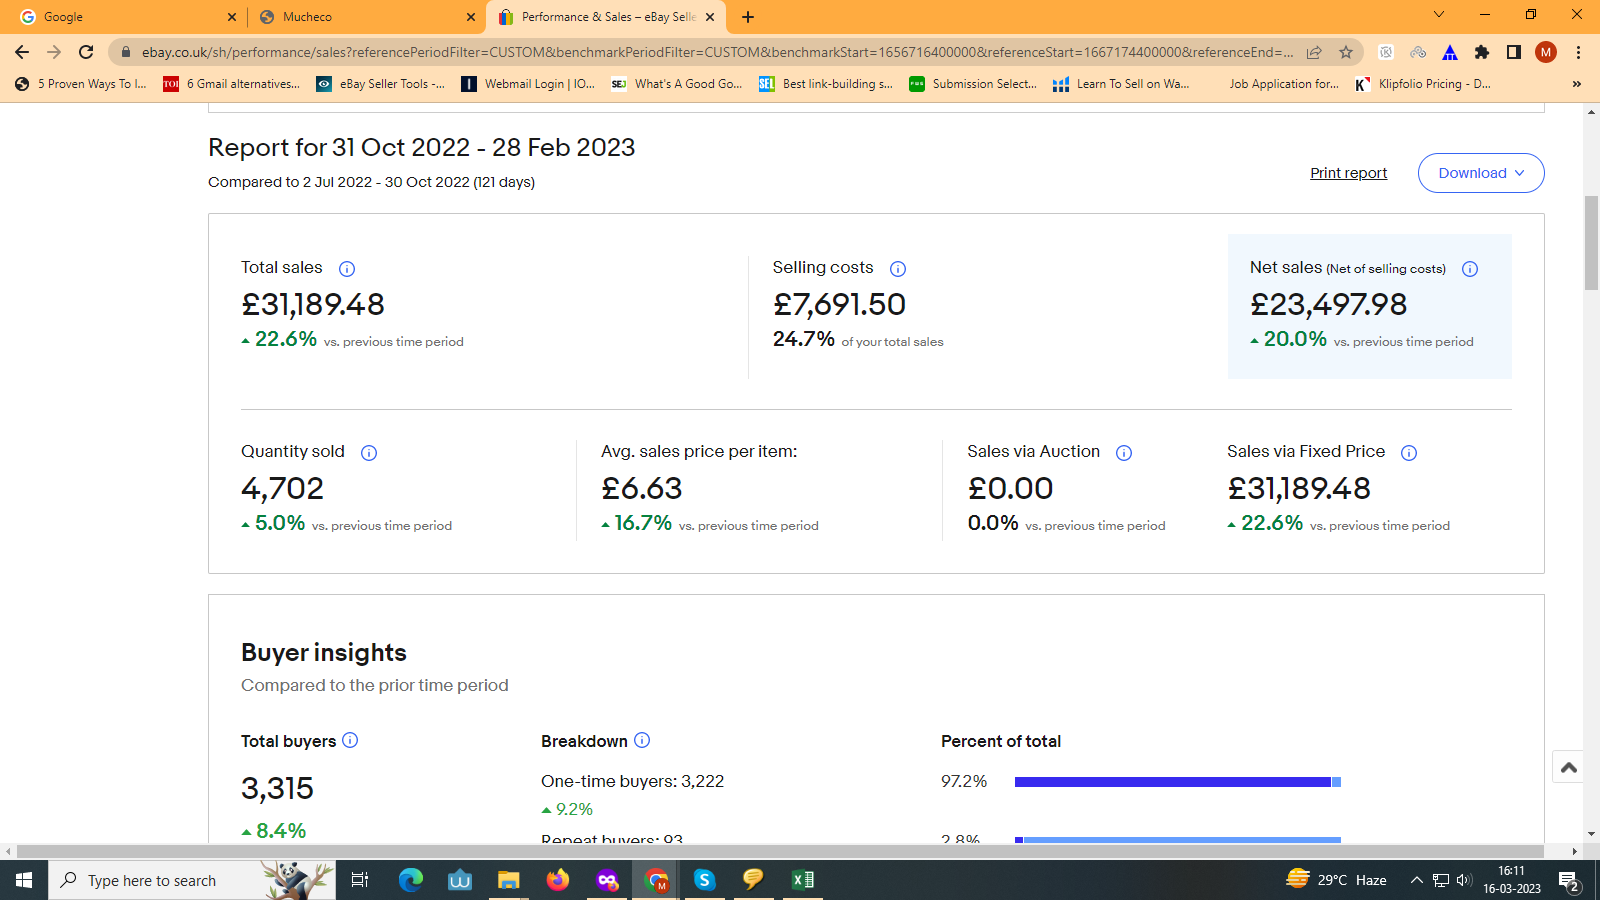 Google
Mucheco
Performance & Sales – eBay Selle
ebay.co.uk/sh/performance/sales?referencePeriodFilter=CUSTOM&benchmarkPeriodFilter=CUSTOM&benchmarkStart=1656716400000&referenceStart=1667174400000&referenceEnd=...
M
5 Proven Ways To I...
TOI
6 Gmail alternatives...
eBay Seller Tools -...
Webmail Login | IO...
SEJ
What's A Good Go...
SEL
Best link-building s...
Submission Select...
Learn To Sell on Wa...
Job Application for...
Klipfolio Pricing - D...
»
Report for 31 Oct 2022 - 28 Feb 2023
Compared to 2 Jul 2022 - 30 Oct 2022 (121 days)
Print report
Download
Total sales
£31,189.48
22.6% vs. previous time period
Selling costs
£7,691.50
24.7% of your total sales
Net sales (Net of selling costs)
£23,497.98
20.0% vs. previous time period
Quantity sold
4,702
5.0% vs. previous time period
Avg. sales price per item:
£6.63
16.7% vs. previous time period
Sales via Auction
£0.00
0.0% vs. previous time period
Sales via Fixed Price
£31,189.48
22.6% vs. previous time period
Buyer insights
Compared to the prior time period
Total buyers
3,315
8.4%
Breakdown
One-time buyers: 3,222
9.2%
Repeat buyers: 93
Percent of total
97.2%
2.8%
Type here to search
29°C Haze
16:11
16-03-2023
2